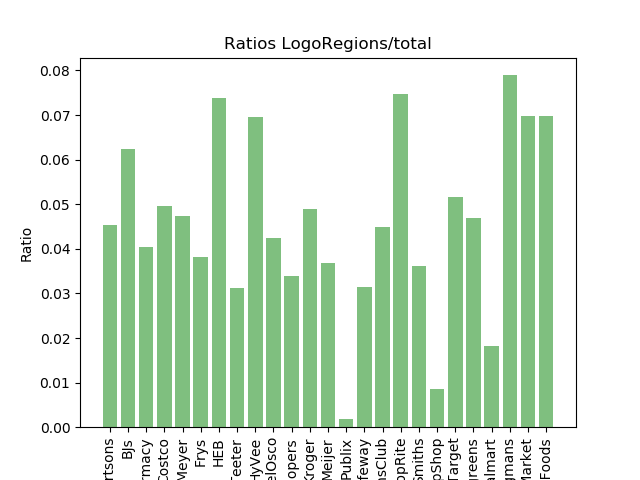 Ratios LogoRegions/total
0.08
0.07
0.06
0.05
0.04
0.03
0.02
0.01
0.00
Ratio
rtsons
BJs
rmacy
Costco
Meyer
Frys
HEB
Teeter
HyVee
elOsco
opers
Kroger
Meijer
Publix
feway
nsClub
opRite
Smiths
pShop
Target
greens
almart
gmans
Market
Foods